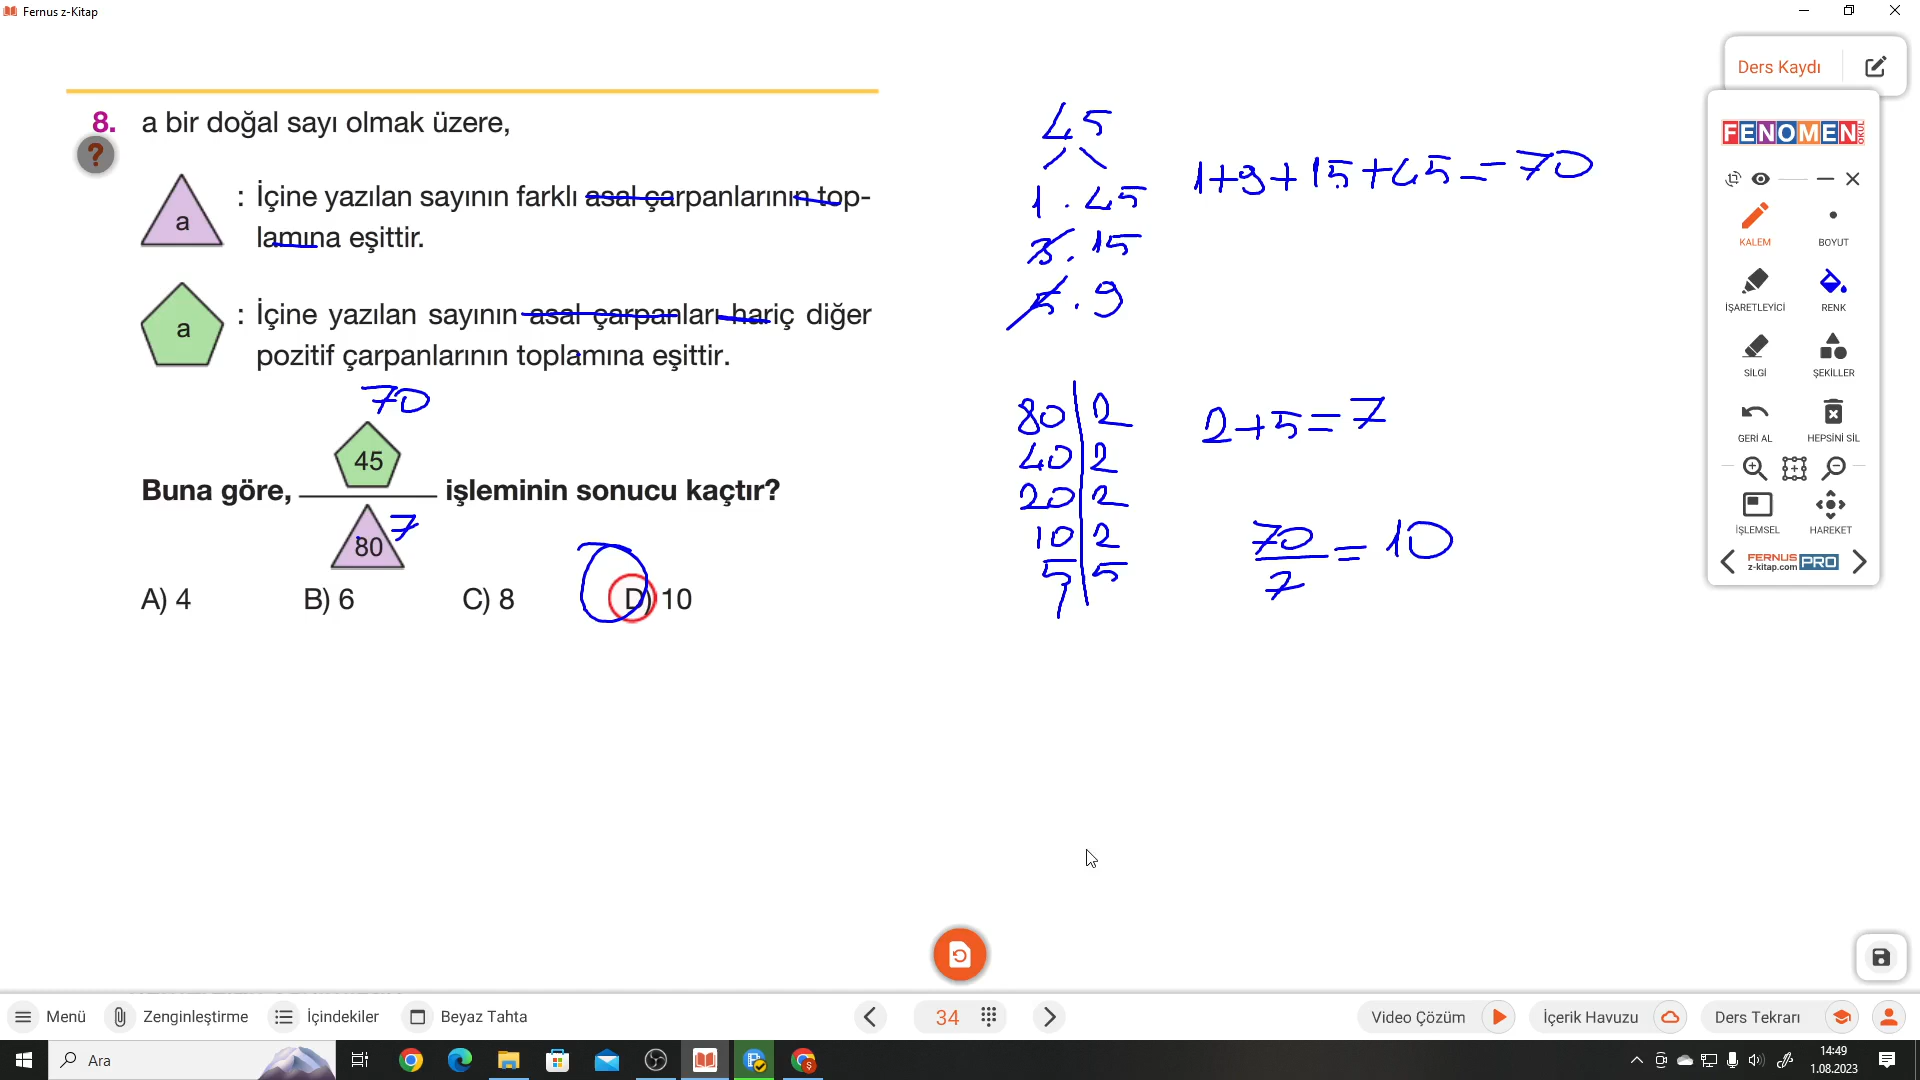 Fernus z-Kitap
Ders Kaydı
8. a bir doğal sayı olmak üzere,
?
a : İçine yazılan sayının farklı asal çarpanlarının top-
lamına eşittir.
a : İçine yazılan sayının asal çarpanları hariç diğer
pozitif çarpanlarının toplamına eşittir.
70
45
Buna göre, işleminin sonucu kaçtır?
80 7
A) 4 B) 6 C) 8 D) 10
45
1 . 45
3 . 15
5 . 9
1+9+15+45=70
80 2
40 2
20 2
10 2
5 5
1
2+5=7
70
7
= 10
FENOMEN OKUL
KALEM BOYUT
İŞARETLEYİCİ RENK
SİLGİ ŞEKİLLER
GERİ AL HEPSİNİ SİL
İŞLEMSEL HAREKET
FERNUS
z-kitap.com PRO
Menü Zenginleştirme İçindekiler Beyaz Tahta 34 Video Çözüm İçerik Havuzu Ders Tekrarı
Ara
14:49
1.08.2023